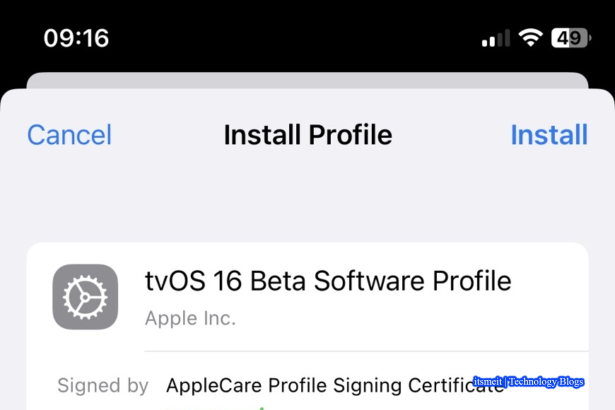 09:16
49
Cancel Install Profile Install
tvOS 16 Beta Software Profile
Apple Inc.
Signed by AppleCare Profile Signing Certificate
itsmeit | Technology Blogs